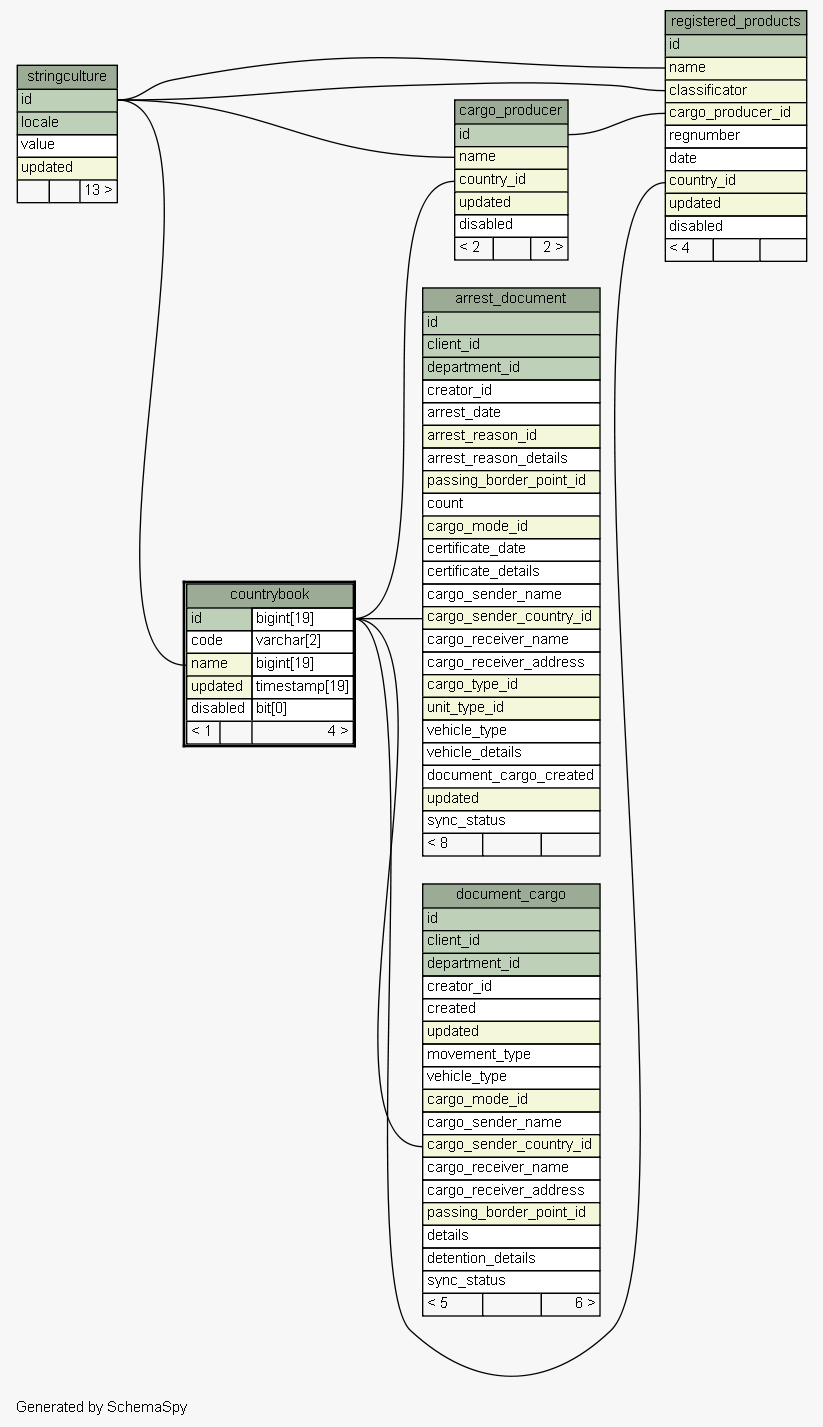 registered_products
id
name
classificator
cargo_producer_id
regnumber
date
country_id
updated
disabled
< 4
stringculture
id
locale
value
updated
13 >
cargo_producer
id
name
country_id
updated
disabled
< 2 2 >
arrest_document
id
client_id
department_id
creator_id
arrest_date
arrest_reason_id
arrest_reason_details
passing_border_point_id
count
cargo_mode_id
certificate_date
certificate_details
cargo_sender_name
cargo_sender_country_id
cargo_receiver_name
cargo_receiver_address
cargo_type_id
unit_type_id
vehicle_type
vehicle_details
document_cargo_created
updated
sync_status
< 8
countrybook
id bigint[19]
code varchar[2]
name bigint[19]
updated timestamp[19]
disabled bit[0]
< 1 4 >
document_cargo
id
client_id
department_id
creator_id
created
updated
movement_type
vehicle_type
cargo_mode_id
cargo_sender_name
cargo_sender_country_id
cargo_receiver_name
cargo_receiver_address
passing_border_point_id
details
detention_details
sync_status
< 5 6 >
Generated by SchemaSpy